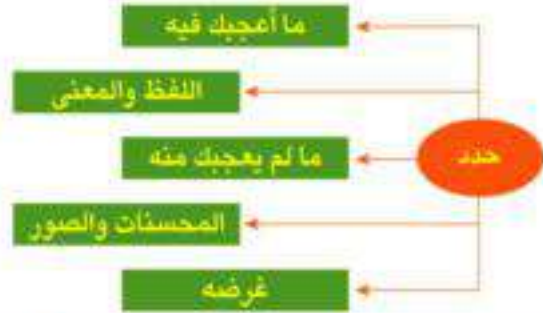 ما أعجبك فيه
اللفظ والمعنى
حدد
ما لم يعجبك منه
المحسنات والصور
غرضه